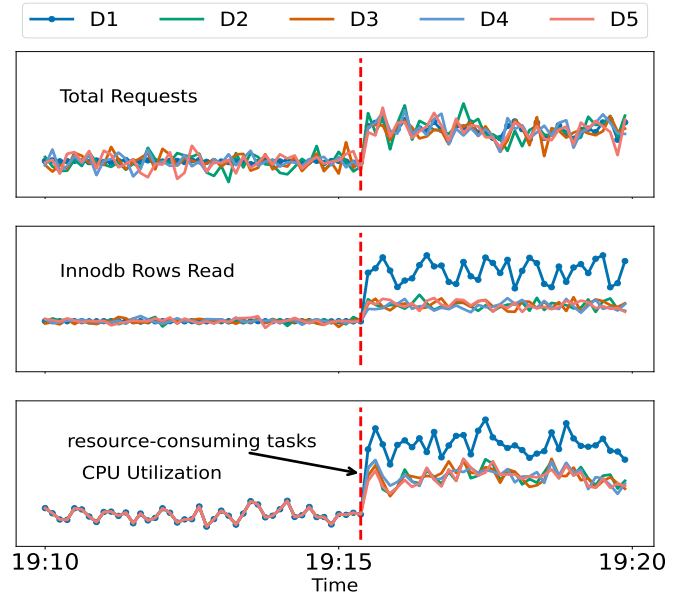 D1 D2 D3 D4 D5
Total Requests
Innodb Rows Read
resource-consuming tasks
CPU Utilization
19:10 19:15 19:20
Time